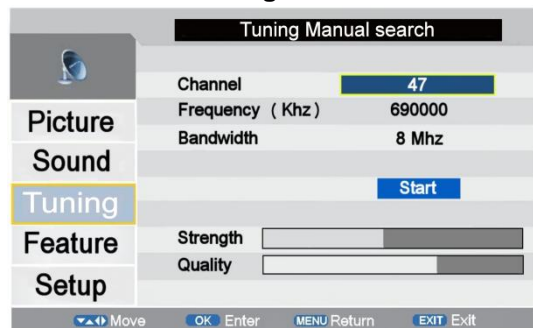 Tuning Manual search
Channel 47
Frequency ( Khz ) 690000
Bandwidth 8 Mhz
Start
Strength
Quality
Picture
Sound
Tuning
Feature
Setup
Move OK Enter MENU Return EXIT Exit